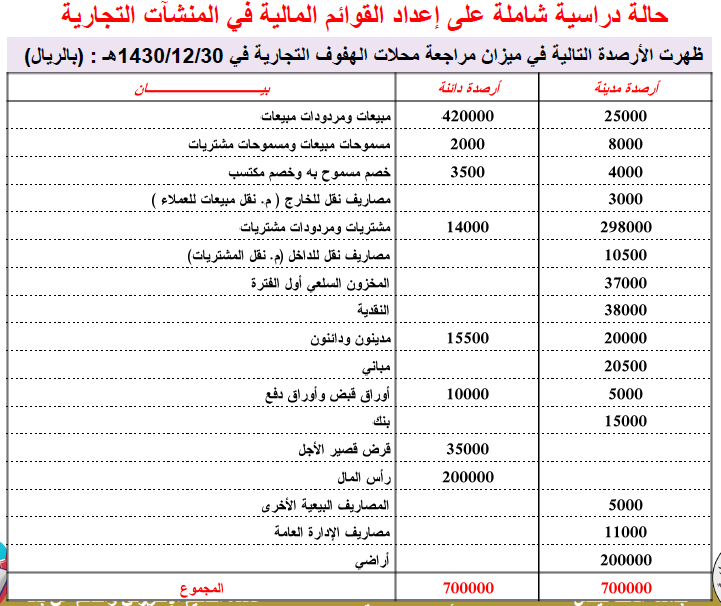 حالة دراسية شاملة على إعداد القوائم المالية في المنشآت التجارية
ظهرت الأرصدة التالية في ميزان مراجعة محلات الهفوف التجارية في 1430/12/30هـ : (بالريال)
أرصدة مدينة أرصدة دائنة بيـــــــــــــــــان
25000 420000 مبيعات ومردودات مبيعات
8000 2000 مسموحات مبيعات ومسموحات مشتريات
4000 3500 خصم مسموح به وخصم مكتسب
3000 مصاريف نقل للخارج ( م. نقل مبيعات للعملاء )
298000 14000 مشتريات ومردودات مشتريات
10500 مصاريف نقل للداخل (م. نقل المشتريات)
37000 المخزون السلعي أول الفترة
38000 النقدية
20000 15500 مدينون ودائنون
20500 مباني
5000 10000 أوراق قبض وأوراق دفع
15000 بنك
35000 قرض قصير الأجل
200000 رأس المال
5000 المصاريف البيعية الأخرى
11000 مصاريف الإدارة العامة
200000 أراضي
700000 700000 المجموع